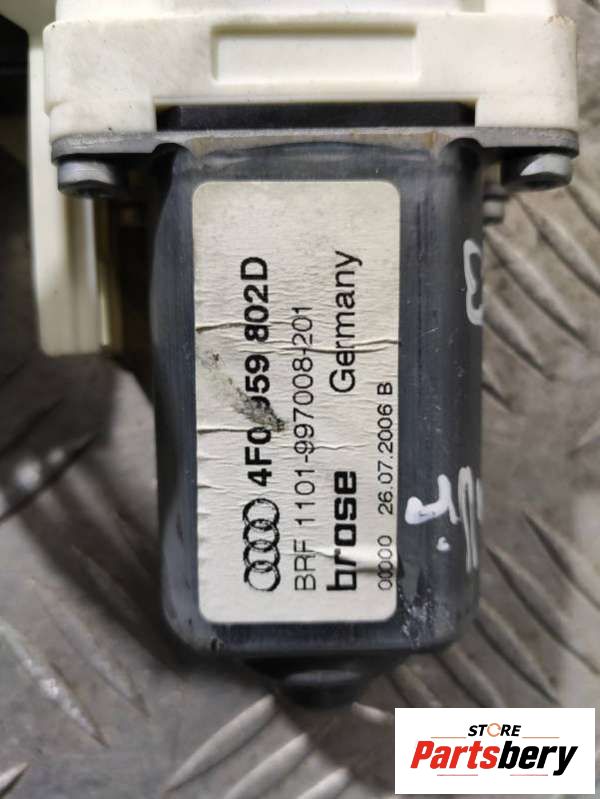 4F0 959 802D
BRF 1101-997008-201
brose Germany
00000 26.07.2006 B
STORE
Partsbery